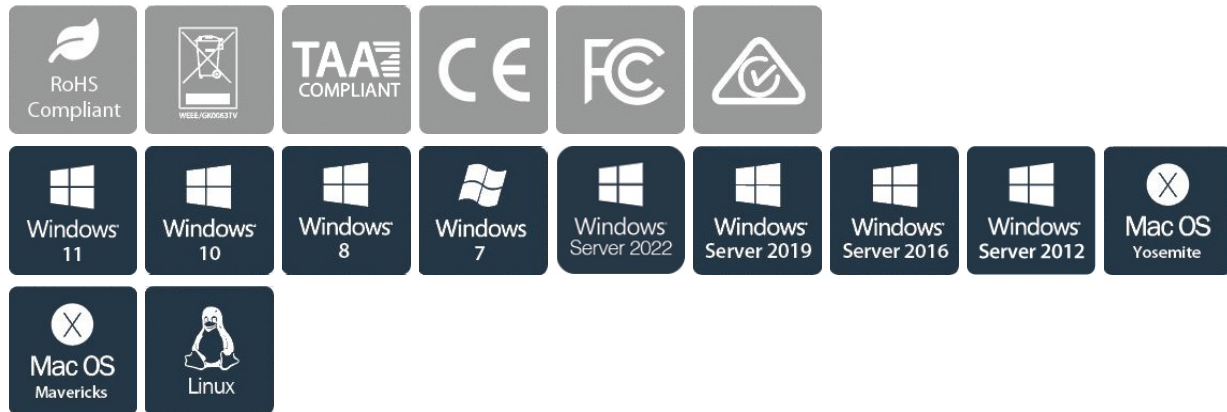 RoHS
Compliant
WEEE/GK0063TV
TAA
COMPLIANT
CE
FC
Windows
11
Windows
10
Windows
8
Windows
7
Windows
Server 2022
Windows
Server 2019
Windows
Server 2016
Windows
Server 2012
X
Mac OS
Yosemite
X
Mac OS
Mavericks
Linux